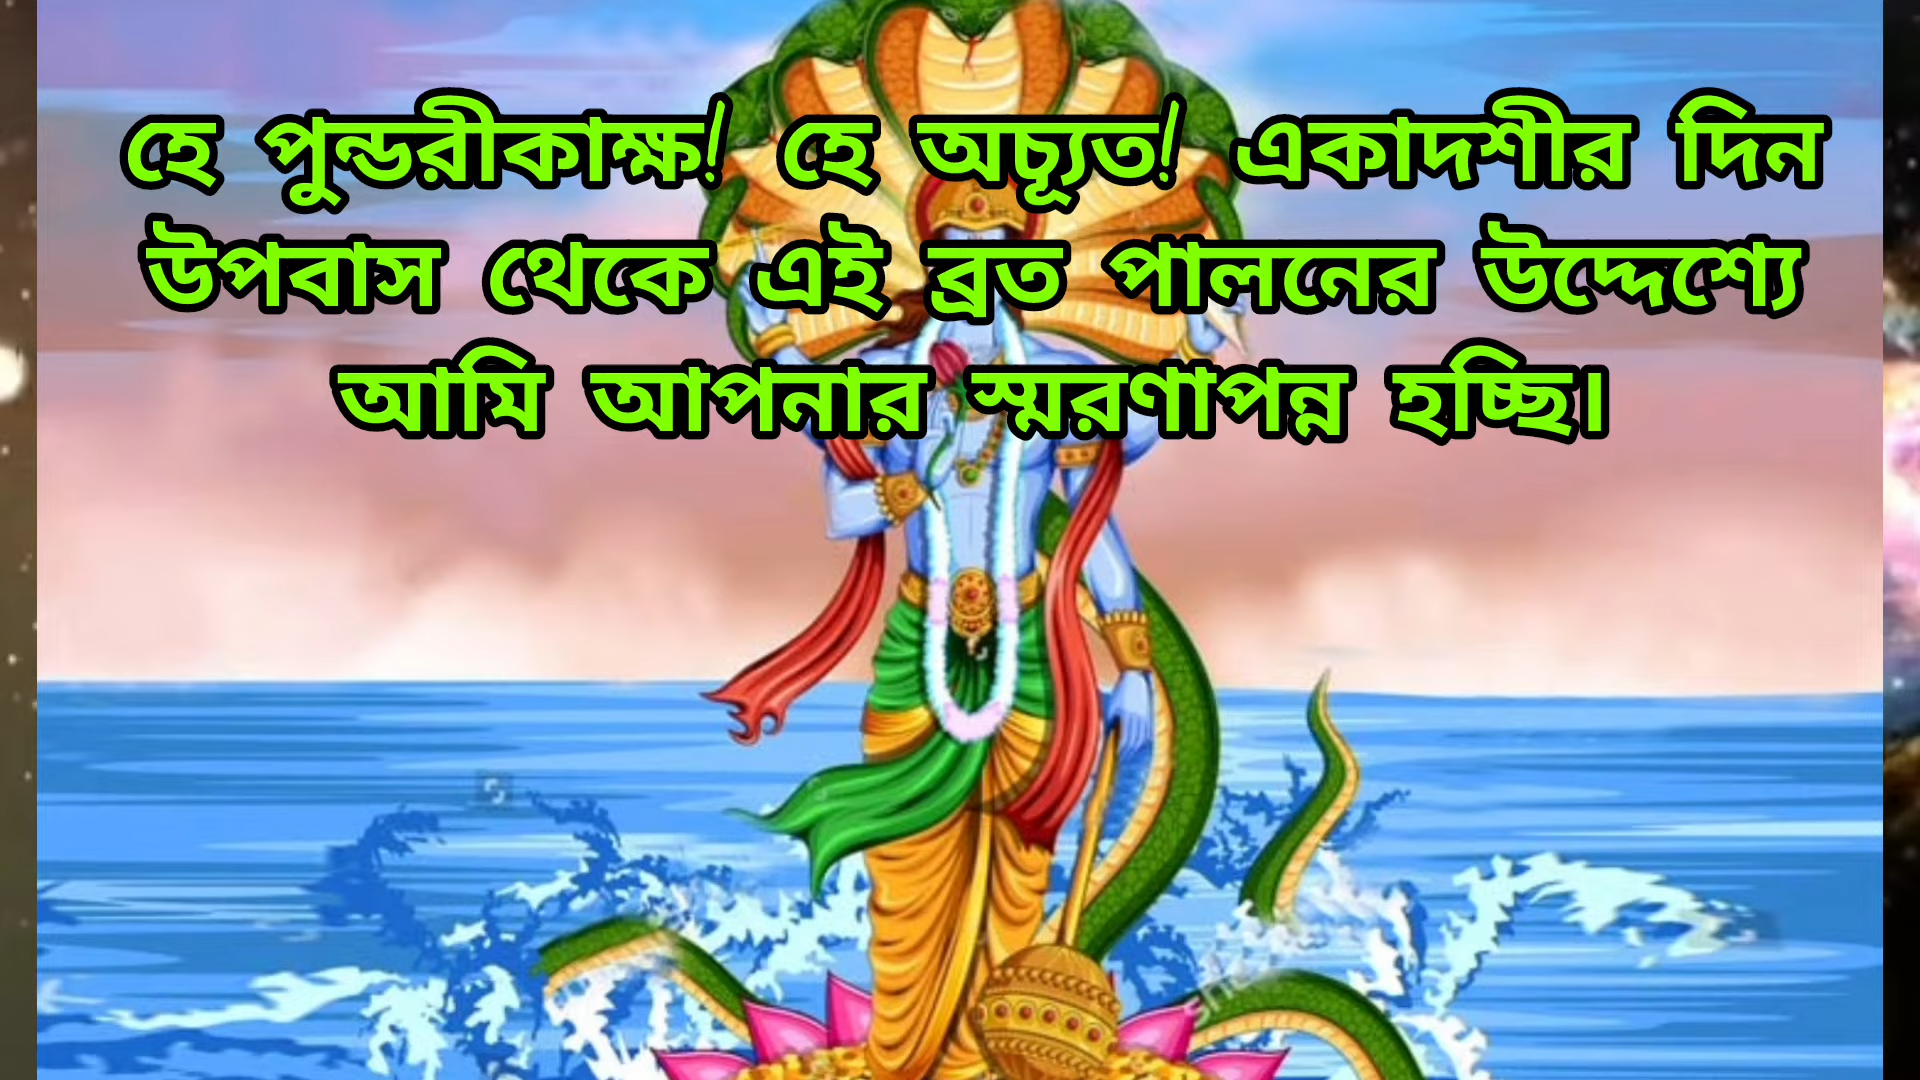 হে পুন্ডরীকাক্ষ! হে অচ্যূত! একাদশীর দিন
উপবাস থেকে এই ব্রত পালনের উদ্দেশ্যে
আমি আপনার স্মরণাপন্ন হচ্ছি।